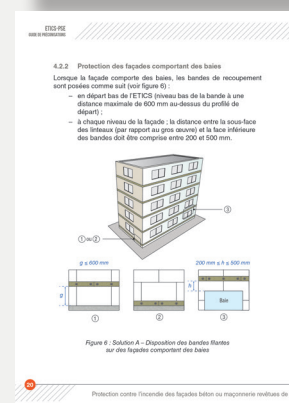 ETICS-PSE
GUIDE DE PRÉCONISATIONS
4.2.2 Protection des façades comportant des baies
Lorsque la façade comporte des baies, les bandes de recoupement
sont posées comme suit (voir figure 6) :
– en départ bas de l'ETICS (niveau bas de la bande à une
distance maximale de 600 mm au-dessus du profilé de
départ) ;
– à chaque niveau de la façade ; la distance entre la sous-face
des linteaux (par rapport au gros œuvre) et la face inférieure
des bandes doit être comprise entre 200 et 500 mm.
3
1 ou 2
g ≤ 600 mm
200 mm ≤ h ≤ 500 mm
g
h
Baie
1
2
3
Figure 6 : Solution A – Disposition des bandes filantes
sur des façades comportant des baies
20
Protection contre l'incendie des façades béton ou maçonnerie revêtues de